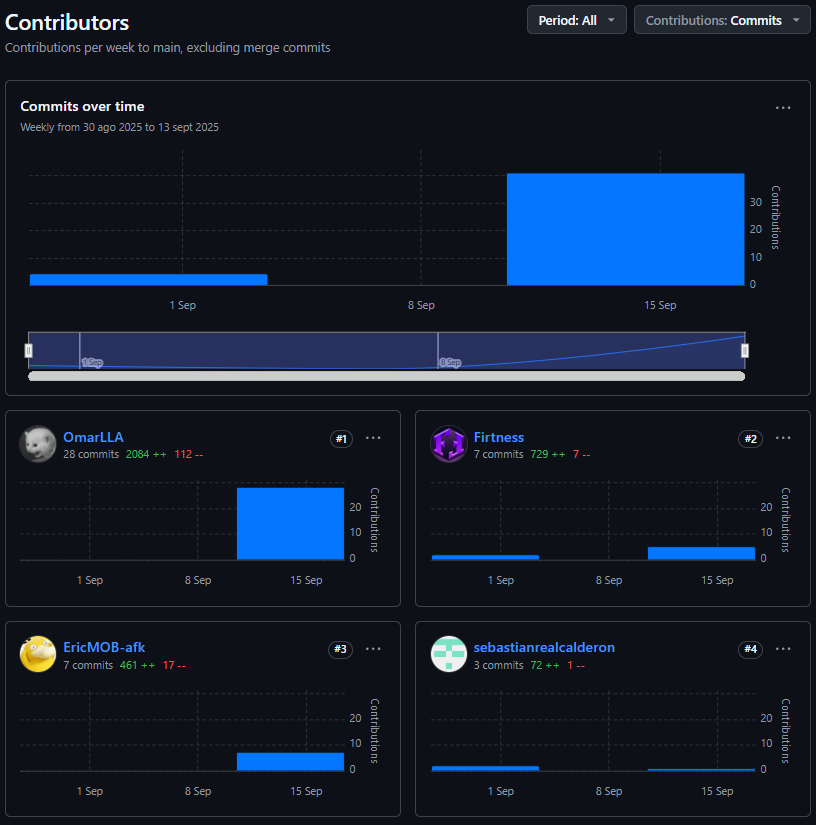 Contributors
Period: All
Contributions: Commits
Contributions per week to main, excluding merge commits
Commits over time
Weekly from 30 ago 2025 to 13 sept 2025
30
20
10
0
Contributions
1 Sep 8 Sep 15 Sep
1 Sep 8 Sep
OmarLLA #1
28 commits 2084 ++ 112 --
20
10
0
Contributions
1 Sep 8 Sep 15 Sep
Firtness #2
7 commits 729 ++ 7 --
20
10
0
Contributions
1 Sep 8 Sep 15 Sep
EricMOB-afk #3
7 commits 461 ++ 17 --
20
10
0
Contributions
1 Sep 8 Sep 15 Sep
sebastianrealcalderon #4
3 commits 72 ++ 1 --
20
10
0
Contributions
1 Sep 8 Sep 15 Sep